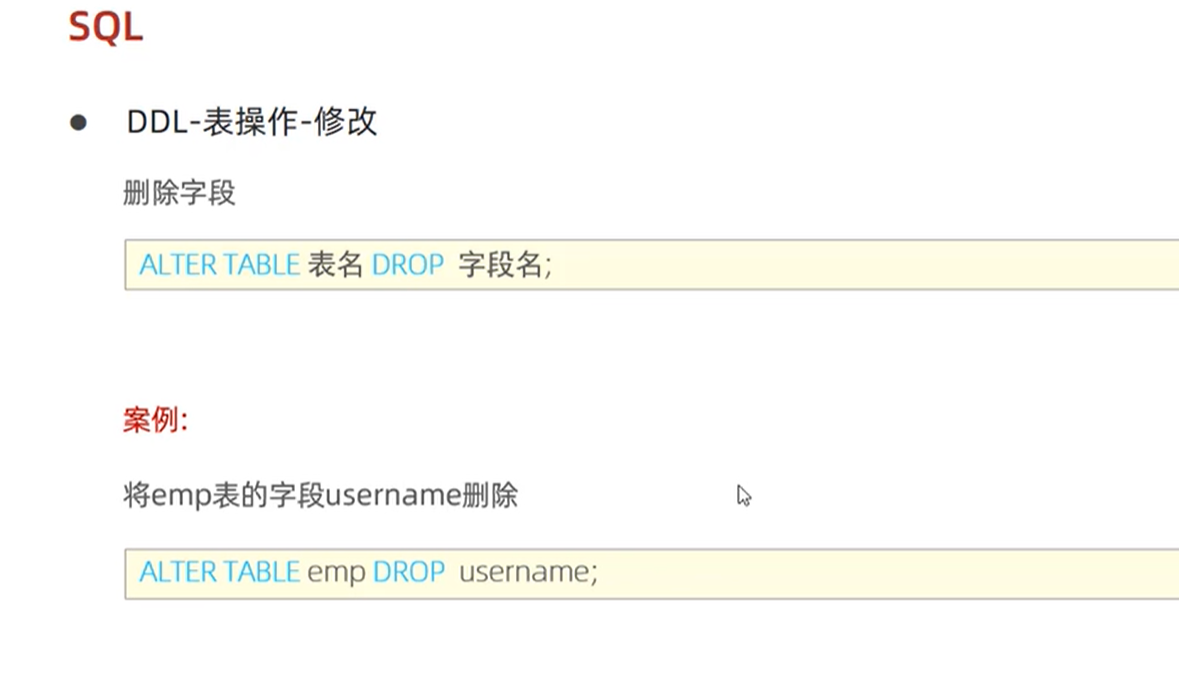 SQL
DDL-表操作-修改
删除字段
ALTER TABLE 表名 DROP 字段名;
案例:
将emp表的字段username删除
ALTER TABLE emp DROP username;